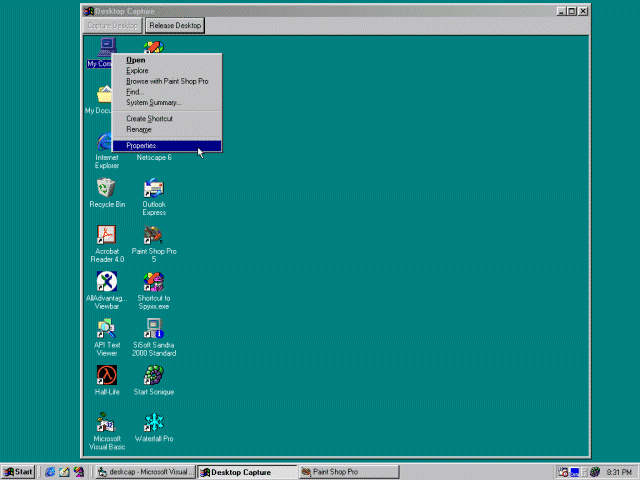 Desktop Capture
Capture Desktop
Release Desktop
My Com
Open
Explore
Browse with Paint Shop Pro
Find...
System Summary...
Create Shortcut
Rename
Properties
My Docu
Internet
Explorer
Netscape 6
Recycle Bin
Outlook
Express
Acrobat
Reader 4.0
Paint Shop Pro
5
AllAdvantag...
Viewbar
Shortcut to
Spyxx.exe
API Text
Viewer
SiSoft Sandra
2000 Standard
Half-Life
Start Sonique
Microsoft
Visual Basic
Waterfall Pro
Start
deskcap - Microsoft Visual ...
Desktop Capture
Paint Shop Pro
8:31 PM